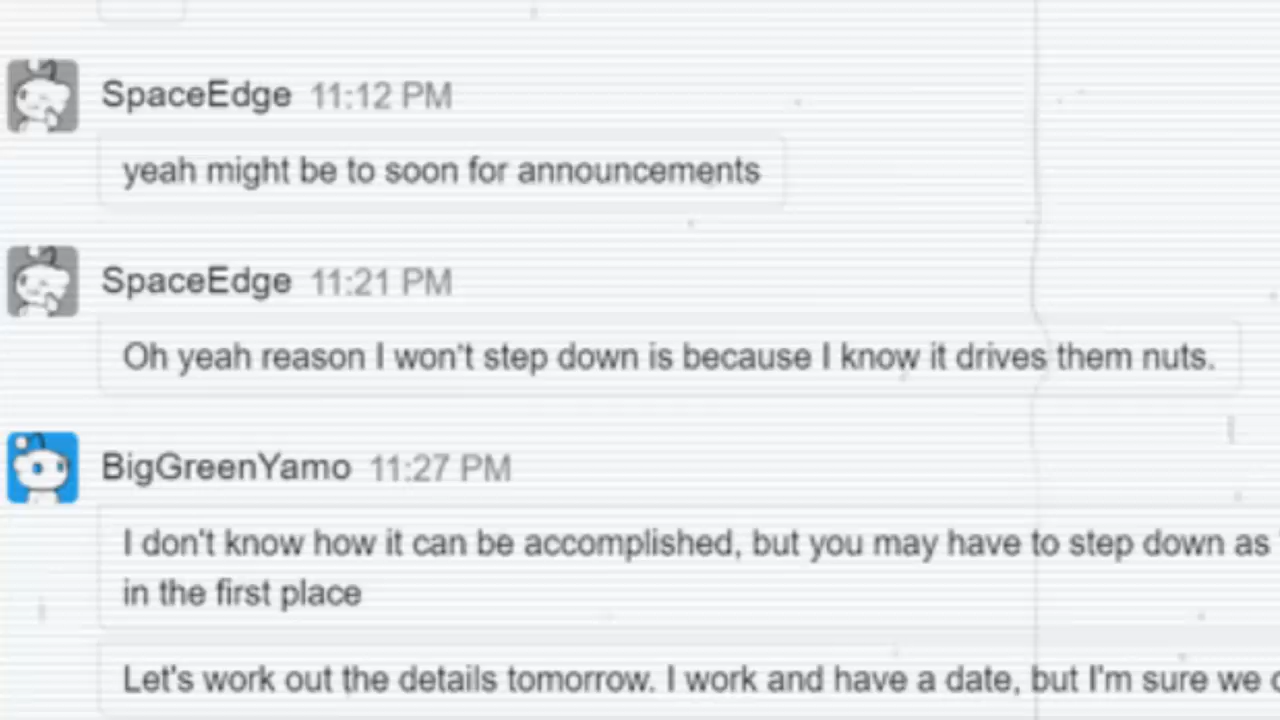 SpaceEdge 11:12 PM
yeah might be to soon for announcements
SpaceEdge 11:21 PM
Oh yeah reason I won't step down is because I know it drives them nuts.
BigGreenYamo 11:27 PM
I don't know how it can be accomplished, but you may have to step down as
in the first place
Let's work out the details tomorrow. I work and have a date, but I'm sure we